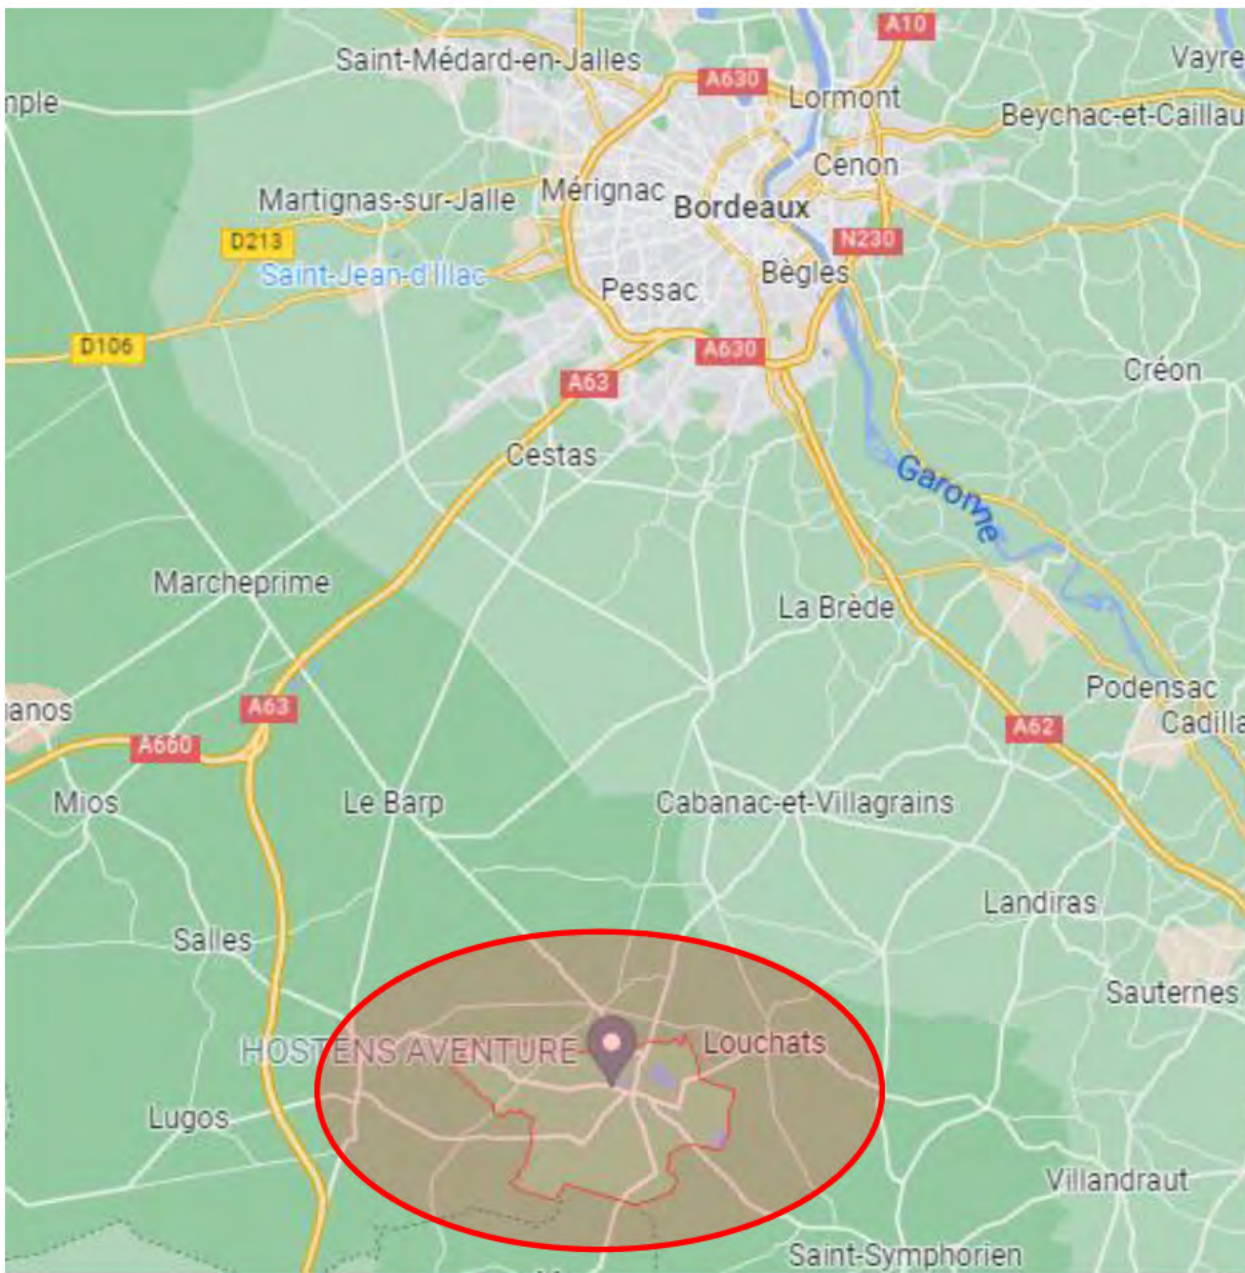 A10
Saint-Médard-en-Jalles
Vayre
A630
Lormont
mple
Beychac-et-Caillau
Cenon
Martignas-sur-Jalle
Mérignac
Bordeaux
D213
N230
Saint-Jean-d'Illac
Bègles
Pessac
D106
A630
Créon
A63
Cestas
Garonne
Marcheprime
La Brède
Podensac
anos
A63
Cadilla
A62
A660
Mios
Le Barp
Cabanac-et-Villagrains
Landiras
Salles
Sauternes
HOSTENS AVENTURE
Louchats
Lugos
Villandraut
Saint-Symphorien